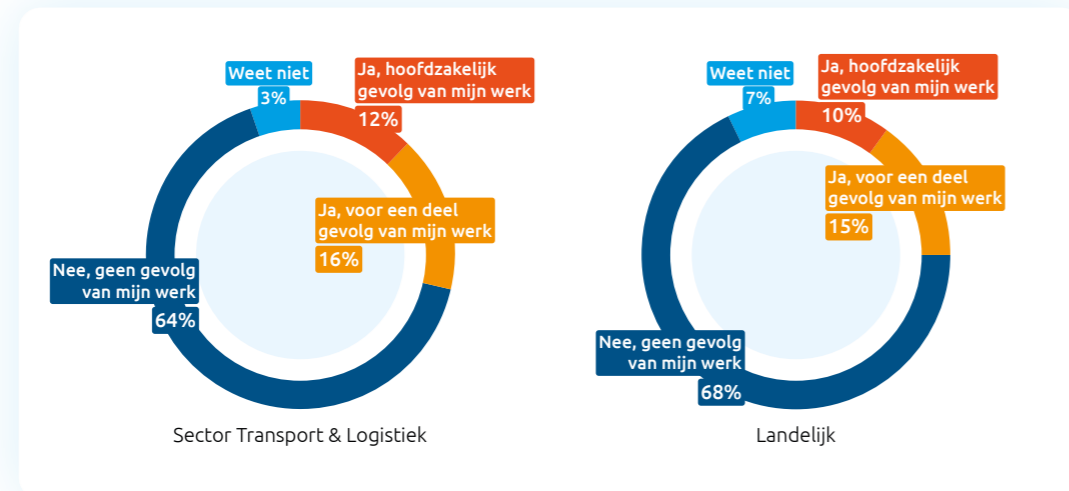 Weet niet
3%
Ja, hoofdzakelijk
gevolg van mijn werk
12%
Ja, voor een deel
gevolg van mijn werk
16%
Nee, geen gevolg
van mijn werk
64%
Sector Transport & Logistiek
Weet niet
7%
Ja, hoofdzakelijk
gevolg van mijn werk
10%
Ja, voor een deel
gevolg van mijn werk
15%
Nee, geen gevolg
van mijn werk
68%
Landelijk